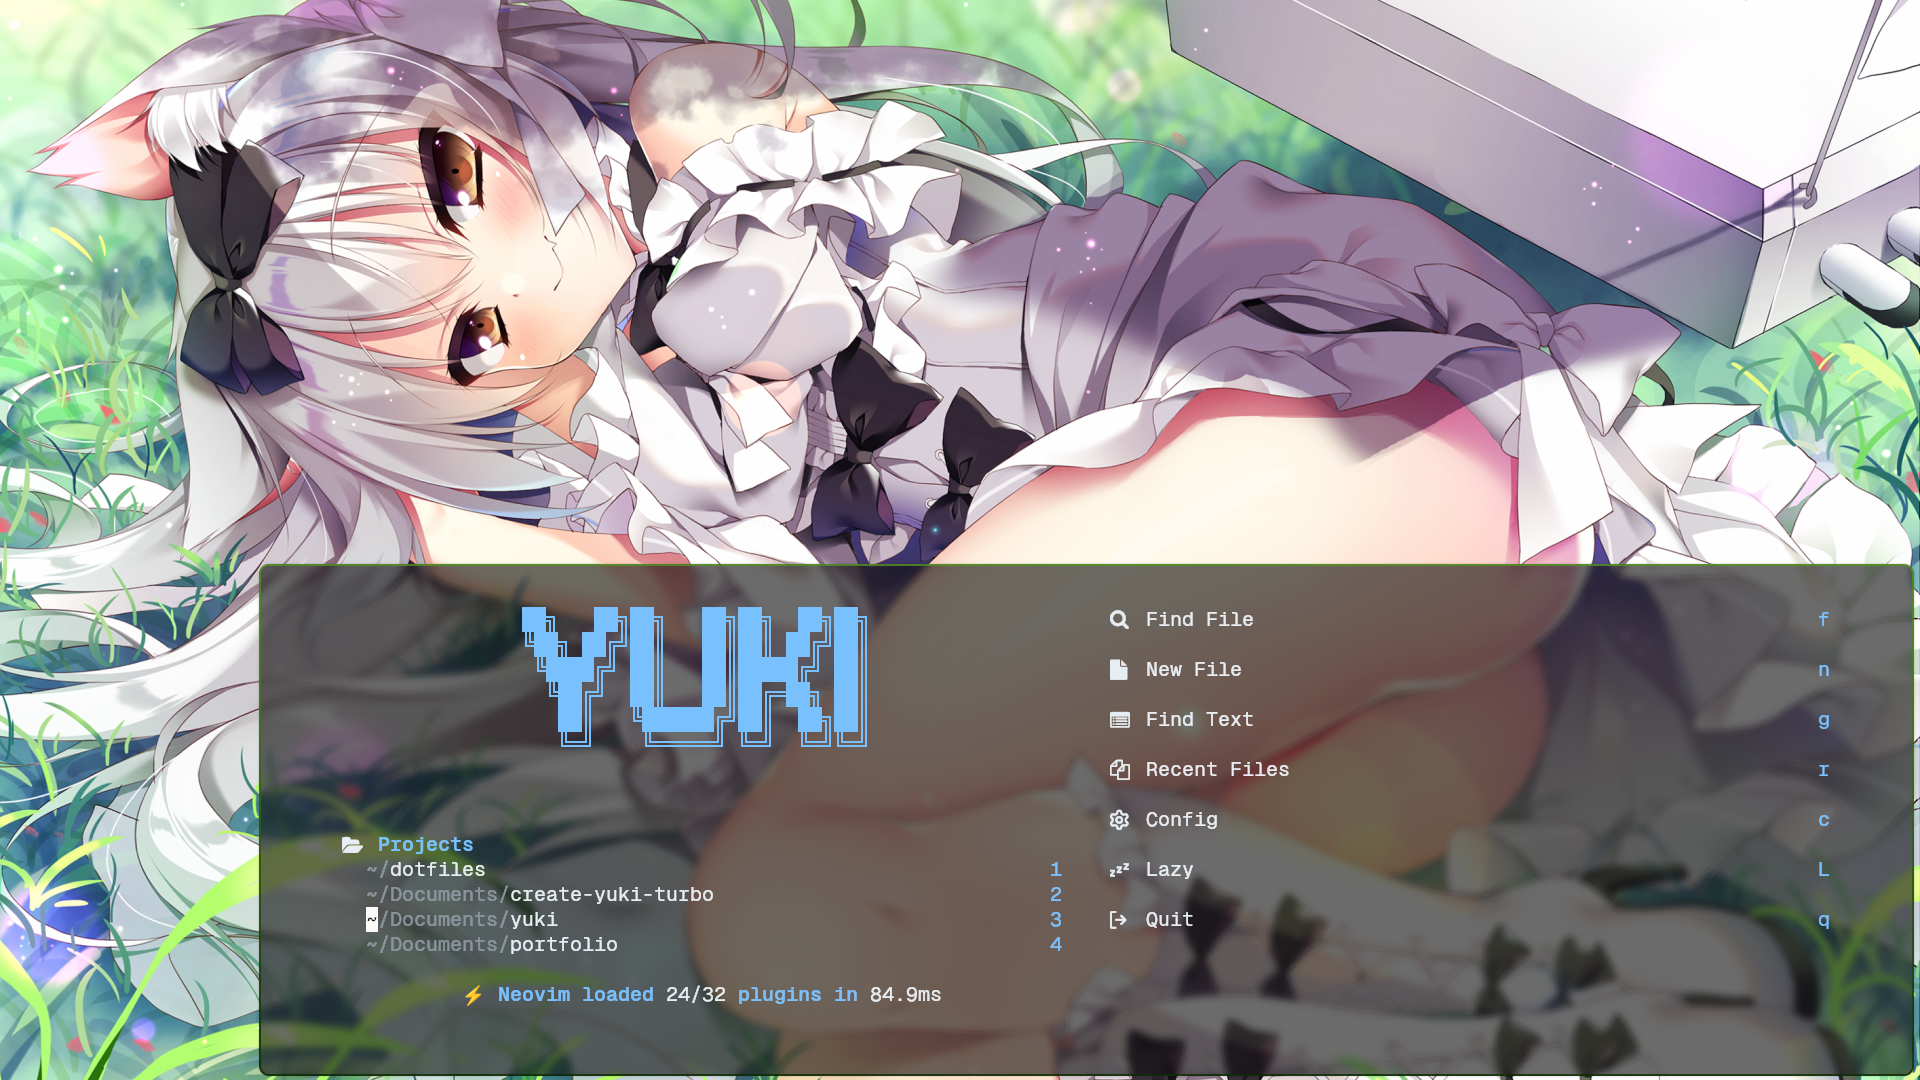 YUKI
Projects
~/dotfiles 1
~/Documents/create-yuki-turbo 2
~/Documents/yuki 3
~/Documents/portfolio 4
⚡ Neovim loaded 24/32 plugins in 84.9ms
Find File f
New File n
Find Text g
Recent Files r
Config c
Lazy L
Quit q